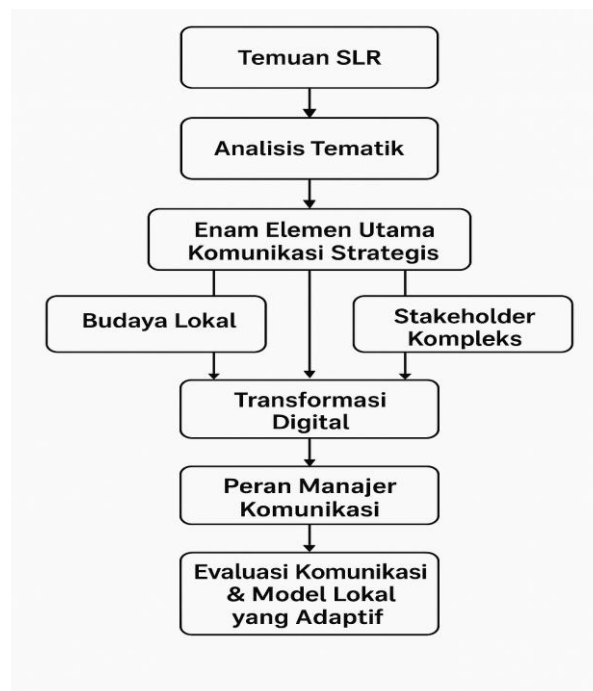 Temuan SLR
Analisis Tematik
Enam Elemen Utama
Komunikasi Strategis
Budaya Lokal
Stakeholder
Kompleks
Transformasi
Digital
Peran Manajer
Komunikasi
Evaluasi Komunikasi
& Model Lokal
yang Adaptif